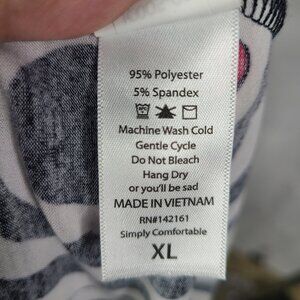 95% Polyester
5% Spandex
Machine Wash Cold
Gentle Cycle
Do Not Bleach
Hang Dry
or you'll be sad
MADE IN VIETNAM
RN#142161
Simply Comfortable
XL